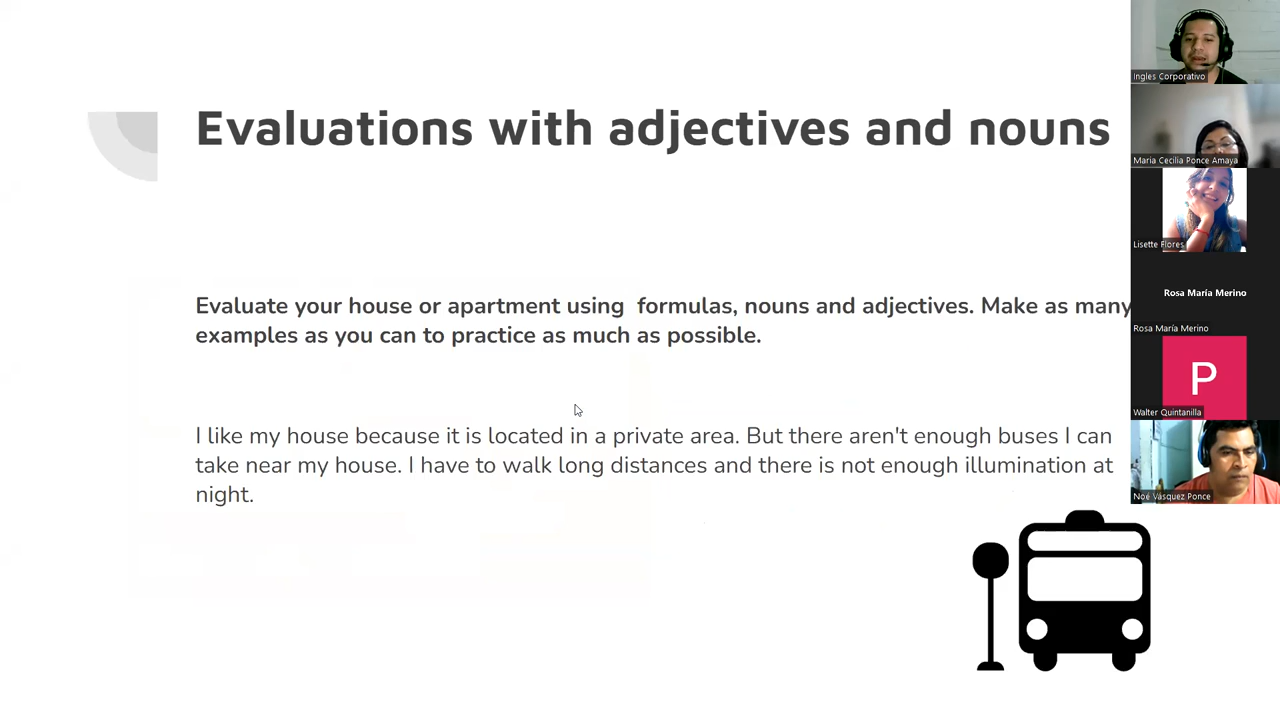 Evaluations with adjectives and nouns
Evaluate your house or apartment using formulas, nouns and adjectives. Make as many
examples as you can to practice as much as possible.
I like my house because it is located in a private area. But there aren't enough buses I can
take near my house. I have to walk long distances and there is not enough illumination at
night.
Ingles Corporativo
Maria Cecilia Ponce Amaya
Lisette Flores
Rosa María Merino
Rosa María Merino
P
Walter Quintanilla
Noé Vásquez Ponce